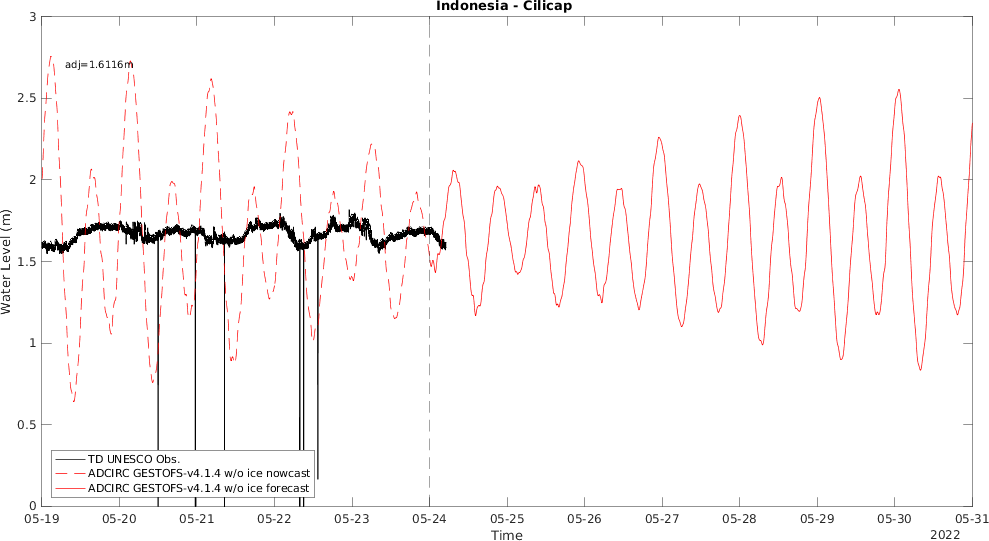 Indonesia - Cilicap
adj=1.6116m
Water Level (m)
3
2.5
2
1.5
1
0.5
0
TD UNESCO Obs.
ADCIRC GESTOFS-v4.1.4 w/o ice nowcast
ADCIRC GESTOFS-v4.1.4 w/o ice forecast
05-19 05-20 05-21 05-22 05-23 05-24 05-25 05-26 05-27 05-28 05-29 05-30 05-31
Time
2022